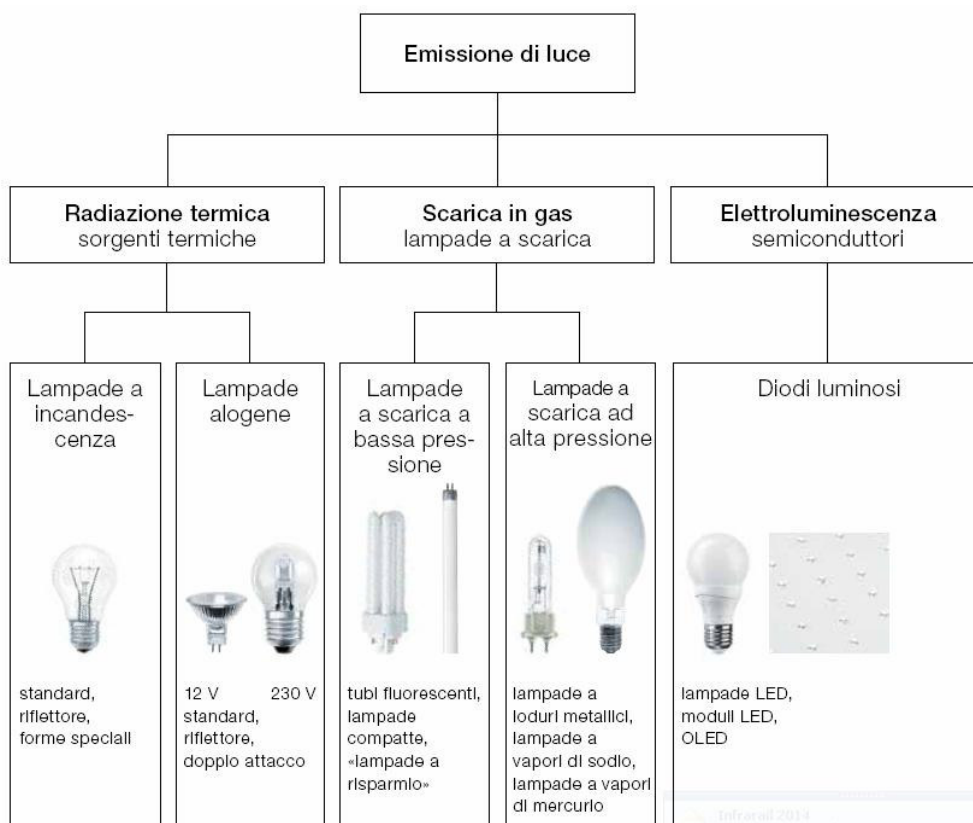 Emissione di luce
Radiazione termica
sorgenti termiche
Scarica in gas
lampade a scarica
Elettroluminescenza
semiconduttori
Lampade a
incandes-
cenza
standard,
riflettore,
forme speciali
Lampade
alogene
12 V 230 V
standard,
riflettore,
doppio attacco
Lampade
a scarica a
bassa pres-
sione
tubi fluorescenti,
lampade
compatte,
«lampade a
risparmio»
Lampade a
scarica ad
alta pressione
lampade a
ioduri metallici,
lampade a
vapori di sodio,
lampade a vapori
di mercurio
Diodi luminosi
lampade LED,
moduli LED,
OLED
Infrarail 2014